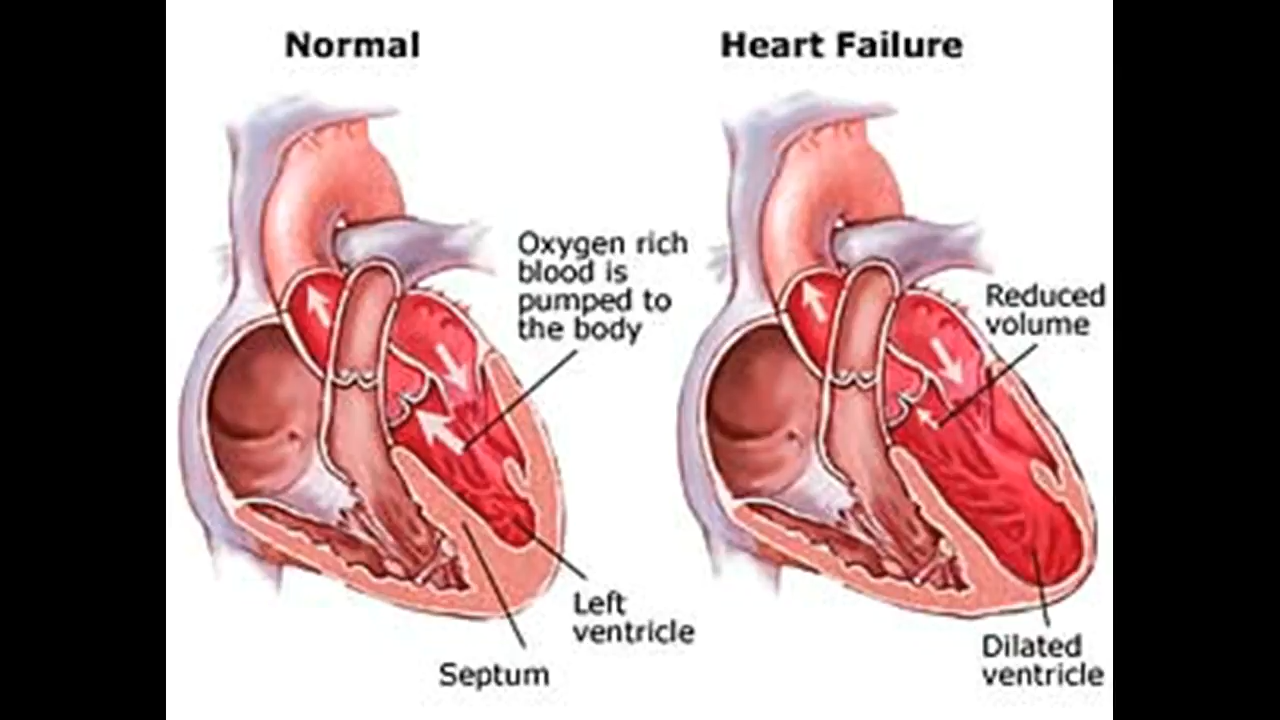 Normal
Heart Failure
Oxygen rich
blood is
pumped to
the body
Reduced
volume
Left
ventricle
Septum
Dilated
ventricle